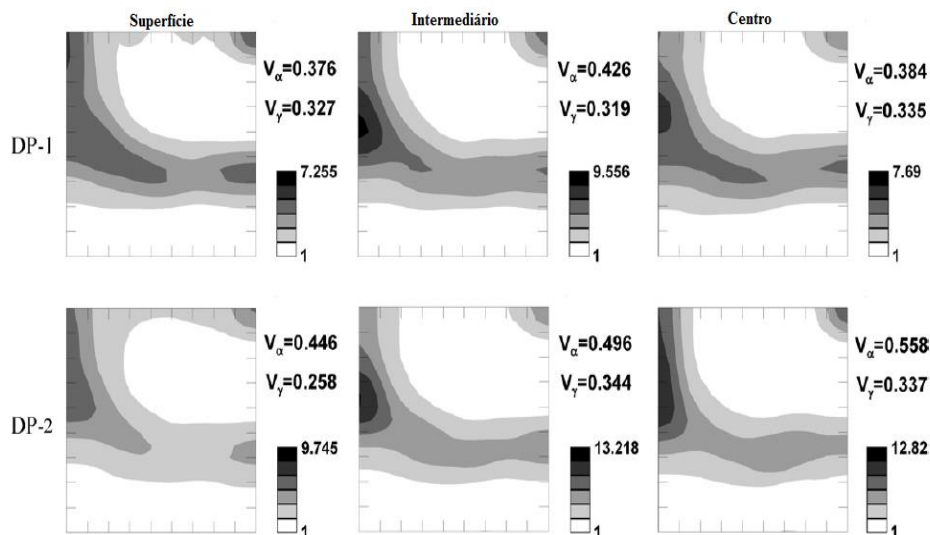 Superfície Intermediário Centro
DP-1
Vα=0.376
Vγ=0.327
7.255
1
Vα=0.426
Vγ=0.319
9.556
1
Vα=0.384
Vγ=0.335
7.69
1
DP-2
Vα=0.446
Vγ=0.258
9.745
1
Vα=0.496
Vγ=0.344
13.218
1
Vα=0.558
Vγ=0.337
12.82
1